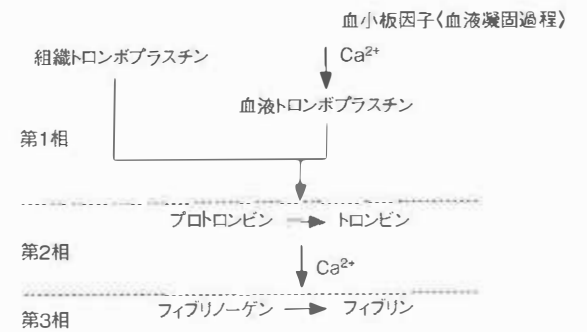 血小板因子〈血液凝固過程〉
Ca²⁺
組織トロンボプラスチン
血液トロンボプラスチン
第1相
プロトロンビン → トロンビン
第2相
Ca²⁺
フィブリノーゲン → フィブリン
第3相